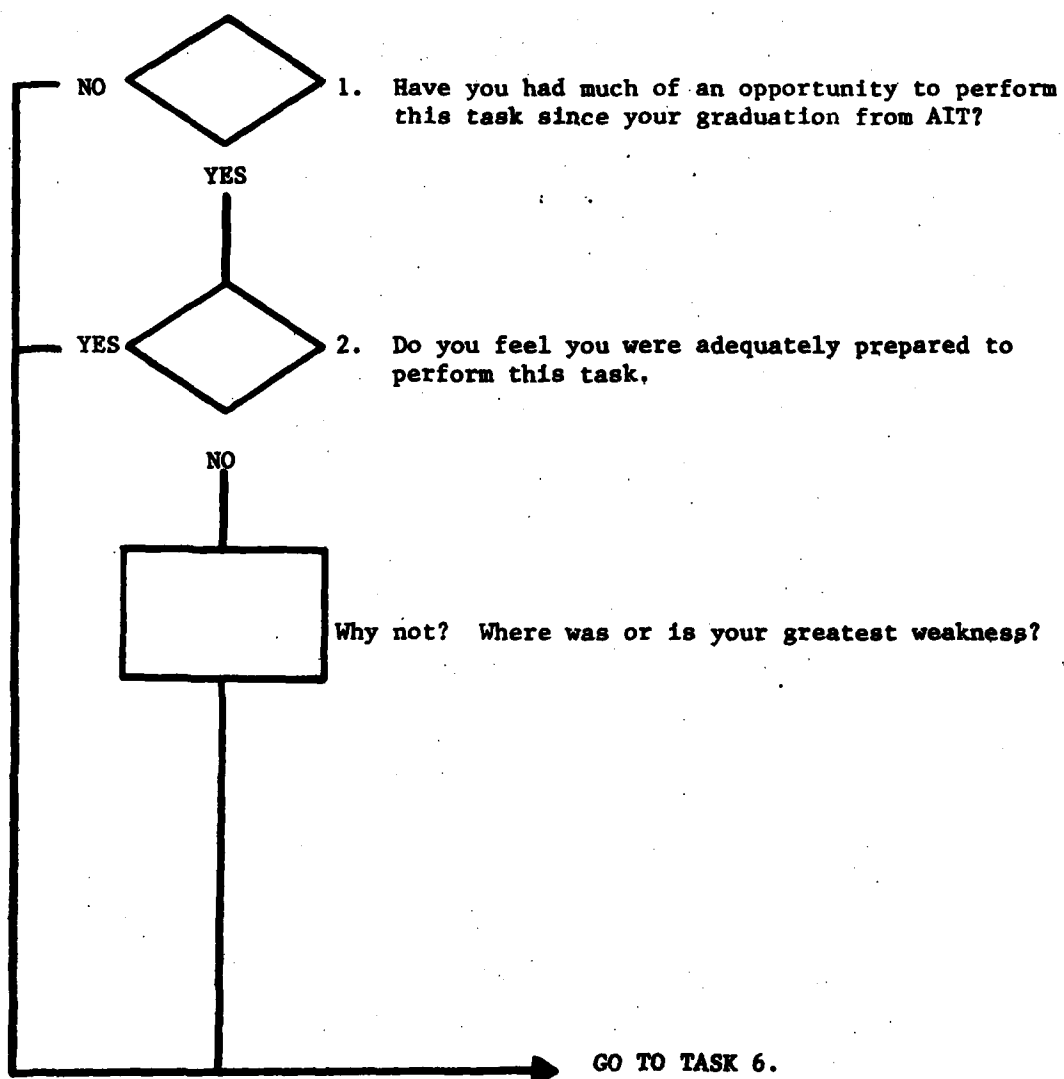 NO 1. Have you had much of an opportunity to perform
this task since your graduation from AIT?
YES
YES 2. Do you feel you were adequately prepared to
perform this task.
NO
Why not? Where was or is your greatest weakness?
GO TO TASK 6.